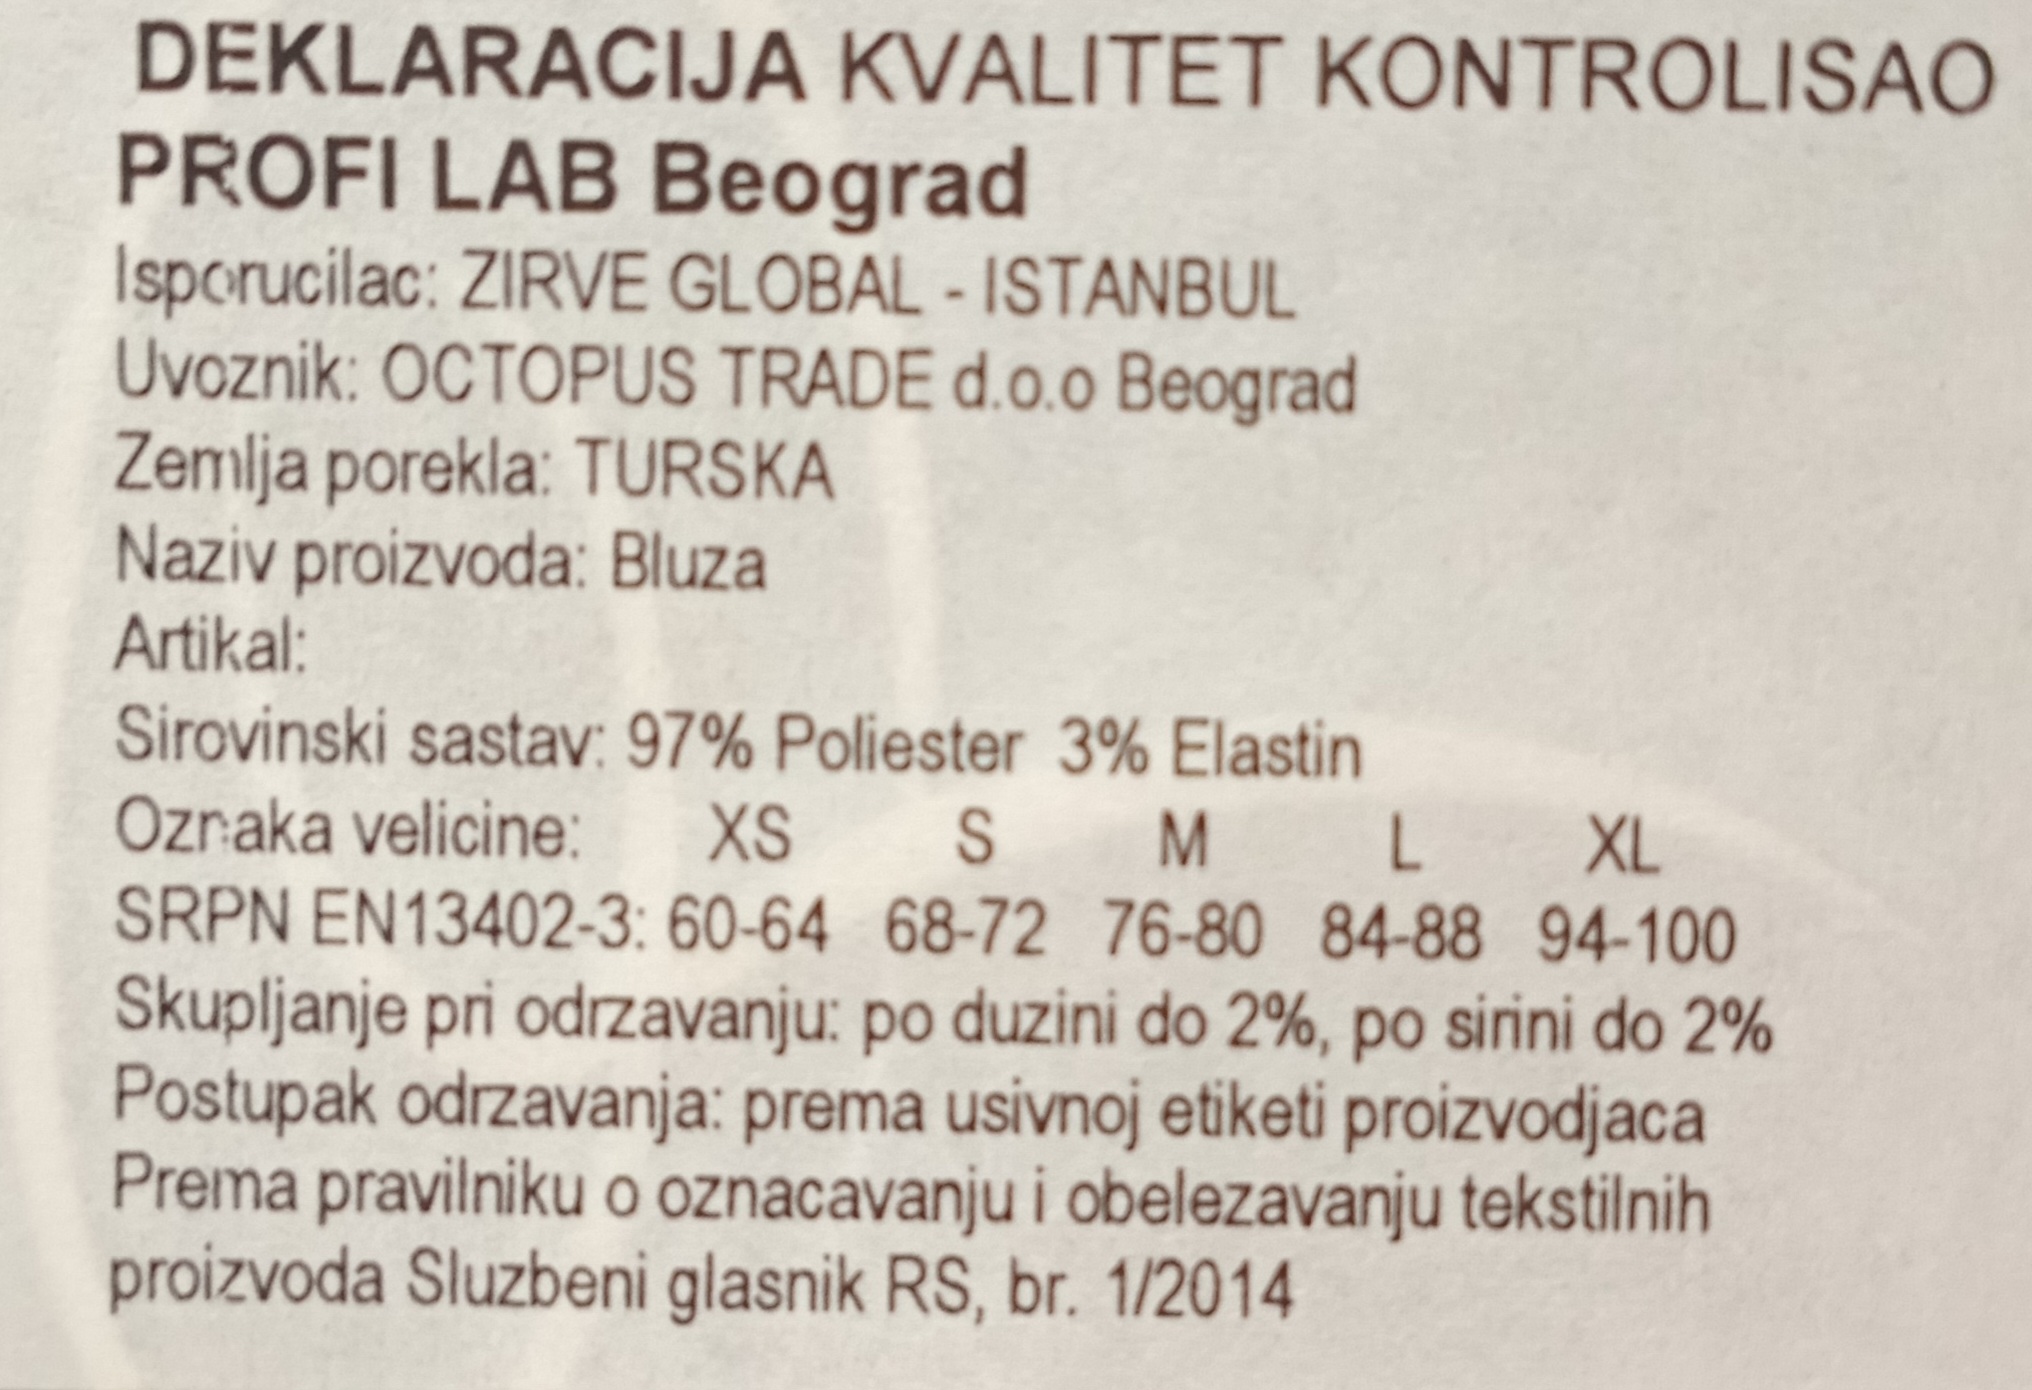 DEKLARACIJA KVALITET KONTROLISAO
PROFI LAB Beograd
Isporucilac: ZIRVE GLOBAL - ISTANBUL
Uvoznik: OCTOPUS TRADE d.o.o Beograd
Zemlja porekla: TURSKA
Naziv proizvoda: Bluza
Artikal:
Sirovinski sastav: 97% Poliester 3% Elastin
Oznaka velicine: XS S M L XL
SRPN EN13402-3: 60-64 68-72 76-80 84-88 94-100
Skupljanje pri odrzavanju: po duzini do 2%, po sirini do 2%
Postupak odrzavanja: prema usivnoj etiketi proizvodjaca
Prema pravilniku o oznacavanju i obelezavanju tekstilnih
proizvoda Sluzbeni glasnik RS, br. 1/2014